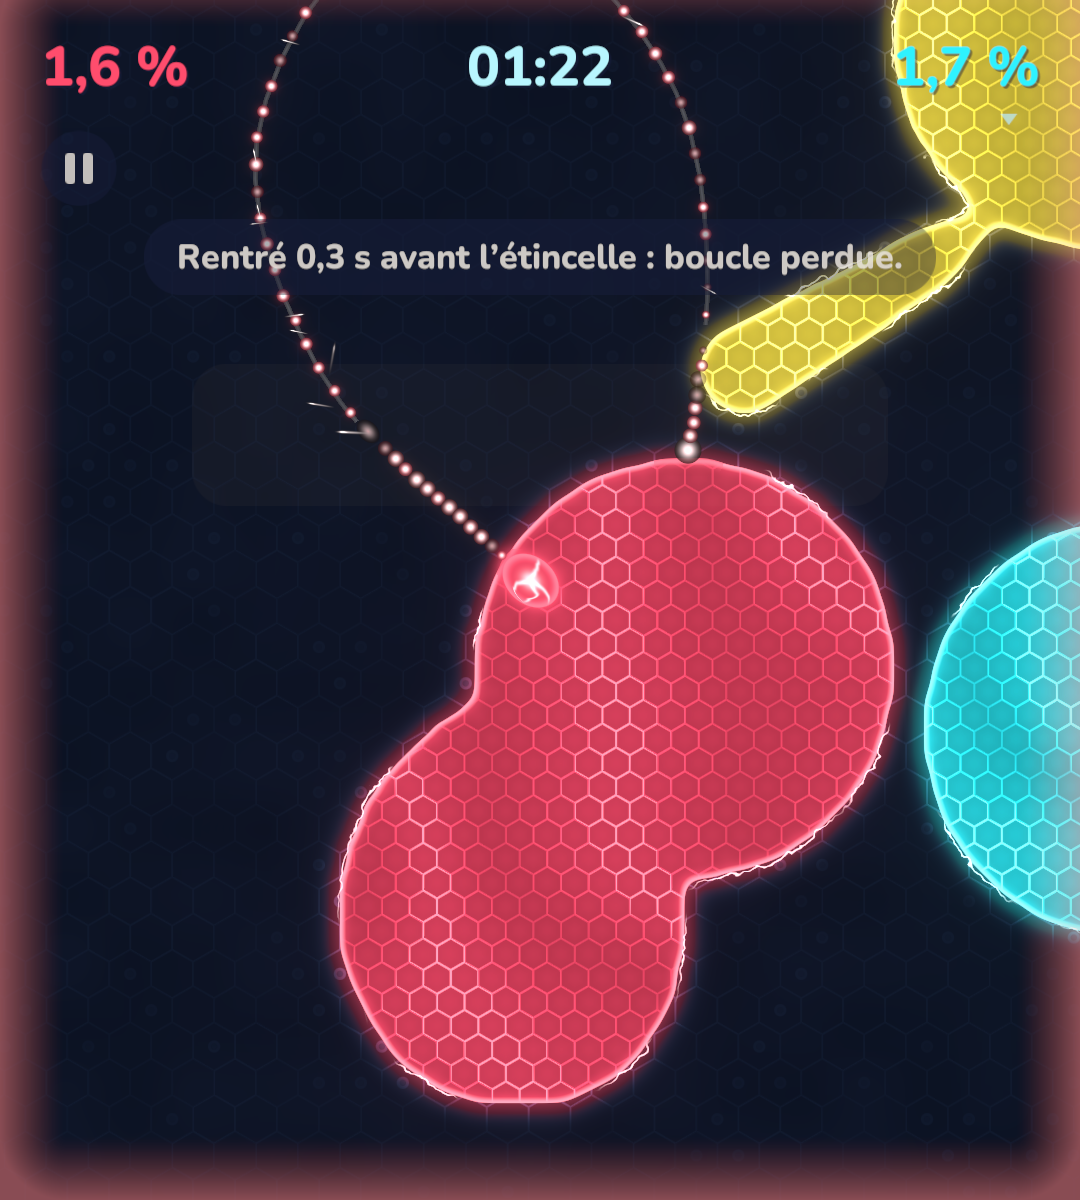 1,6 %
01:22
1,7 %
Rentré 0,3 s avant l’étincelle : boucle perdue.